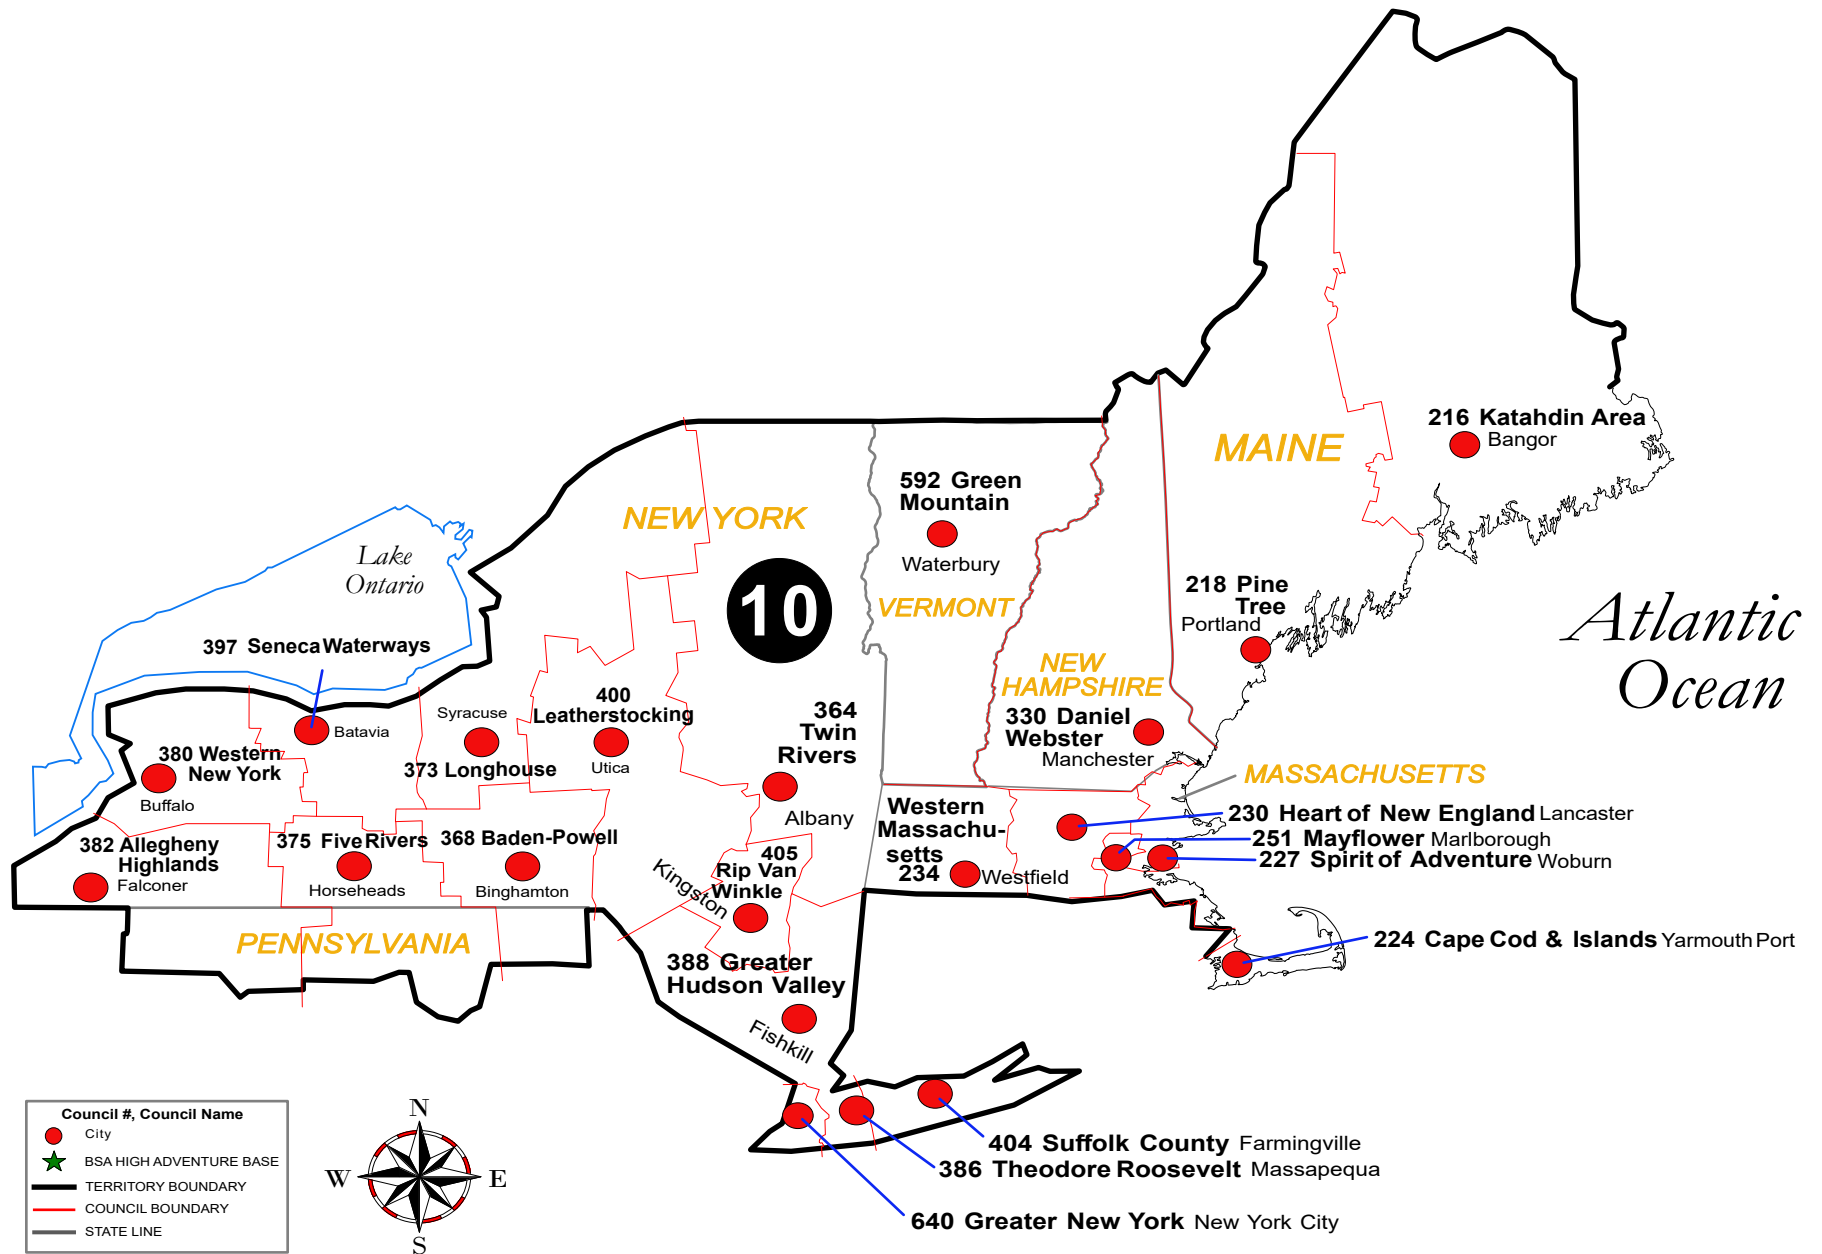 216 Katahdin Area
Bangor
MAINE
592 Green
Mountain
Waterbury
NEW YORK
VERMONT
10
Lake
Ontario
218 Pine
Tree
Portland
Atlantic
Ocean
397 Seneca Waterways
Batavia
NEW
HAMPSHIRE
330 Daniel
Webster
Manchester
400
Leatherstocking
Utica
Syracuse
373 Longhouse
364
Twin
Rivers
Albany
380 Western
New York
Buffalo
MASSACHUSETTS
230 Heart of New England Lancaster
251 Mayflower Marlborough
227 Spirit of Adventure Woburn
Western
Massachu-
setts
234
Westfield
382 Allegheny
Highlands
Falconer
375 Five Rivers
Horseheads
368 Baden-Powell
Binghamton
405
Rip Van
Winkle
Kingston
PENNSYLVANIA
224 Cape Cod & Islands Yarmouth Port
388 Greater
Hudson Valley
Fishkill
404 Suffolk County Farmingville
386 Theodore Roosevelt Massapequa
640 Greater New York New York City
Council #, Council Name
City
BSA HIGH ADVENTURE BASE
TERRITORY BOUNDARY
COUNCIL BOUNDARY
STATE LINE
N
W
E
S